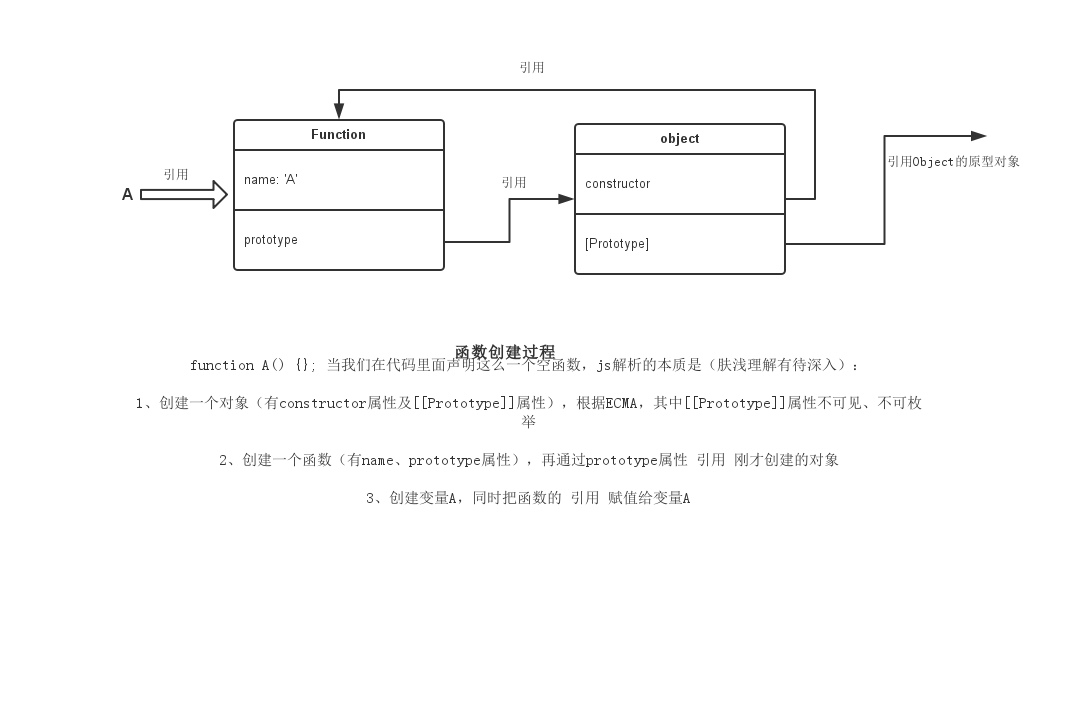 引用
Function
object
引用
引用Object的原型对象
A
name: 'A'
引用
constructor
prototype
[Prototype]
函数创建过程
function A() {}; 当我们在代码里面声明这么一个空函数，js解析的本质是（肤浅理解有待深入）：
1、创建一个对象（有constructor属性及[[Prototype]]属性），根据ECMA，其中[[Prototype]]属性不可见、不可枚
举
2、创建一个函数（有name、prototype属性），再通过prototype属性 引用 刚才创建的对象
3、创建变量A，同时把函数的 引用 赋值给变量A